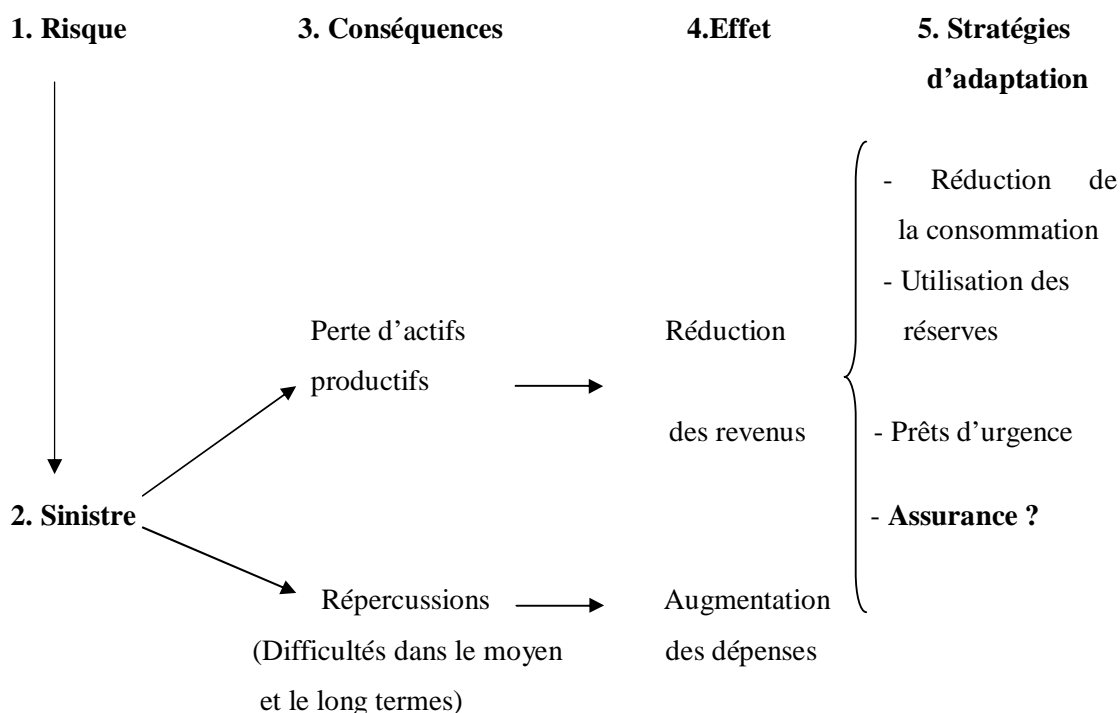 1. Risque 3. Conséquences 4.Effet 5. Stratégies
d’adaptation
- Réduction de
la consommation
- Utilisation des
réserves
Perte d’actifs
productifs
Réduction
des revenus
- Prêts d’urgence
2. Sinistre
- Assurance ?
Répercussions
(Difficultés dans le moyen
et le long termes)
Augmentation
des dépenses